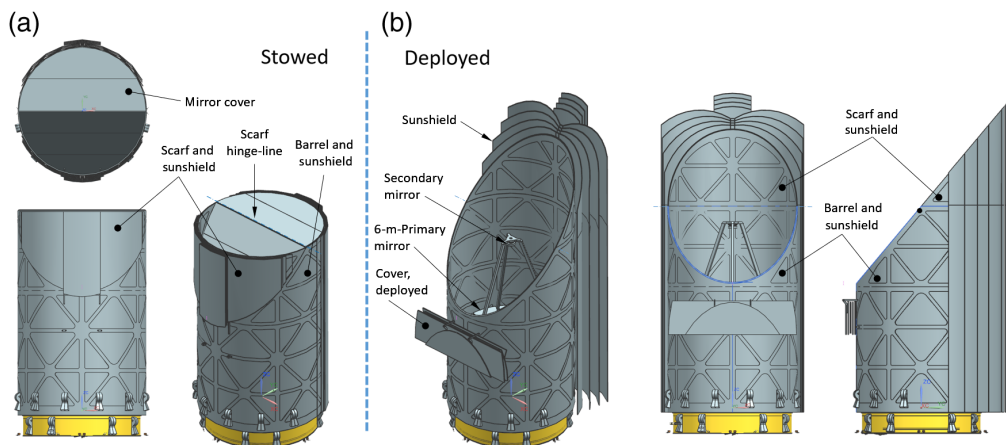 (a)
Stowed
Mirror cover
Scarf and
sunshield
Scarf
hinge-line
Barrel and
sunshield
(b)
Deployed
Sunshield
Secondary
mirror
6-m-Primary
mirror
Cover,
deployed
Scarf and
sunshield
Barrel and
sunshield